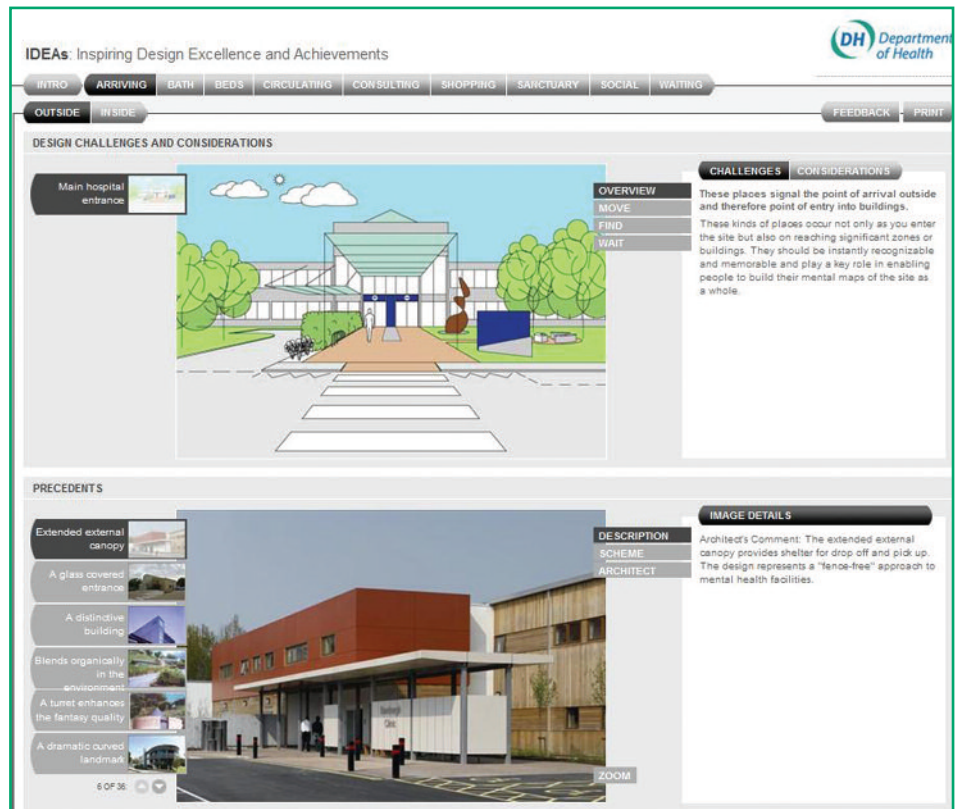 IDEAs: Inspiring Design Excellence and Achievements
DH Department
of Health
INTRO ARRIVING BATH BEDS CIRCULATING CONSULTING SHOPPING SANCTUARY SOCIAL WAITING
OUTSIDE INSIDE FEEDBACK PRINT
DESIGN CHALLENGES AND CONSIDERATIONS
Main hospital
entrance
OVERVIEW
MOVE
FIND
WAIT
CHALLENGES CONSIDERATIONS
These places signal the point of arrival outside
and therefore point of entry into buildings.
These kinds of places occur not only as you enter
the site but also on reaching significant zones or
buildings. They should be instantly recognizable
and memorable and play a key role in enabling
people to build their mental maps of the site as
a whole.
PRECEDENTS
Extended external
canopy
A glass covered
entrance
A distinctive
building
Blends organically
in the
environment
A turret enhances
the fantasy quality
A dramatic curved
landmark
6 OF 36
DESCRIPTION
SCHEME
ARCHITECT
ZOOM
IMAGE DETAILS
Architect's Comment: The extended external
canopy provides shelter for drop off and pick up.
The design represents a "fence-free" approach to
mental health facilities.